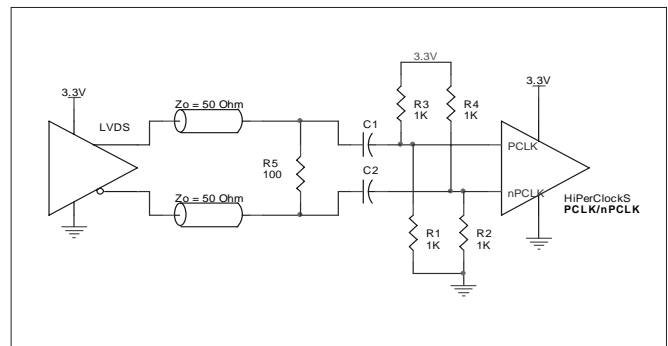 3.3V
3.3V
3.3V
LVDS
Zo = 50 Ohm
C1
R3
1K
R4
1K
PCLK
R5
100
C2
Zo = 50 Ohm
nPCLK
HiPerClockS
PCLK/nPCLK
R1
1K
R2
1K